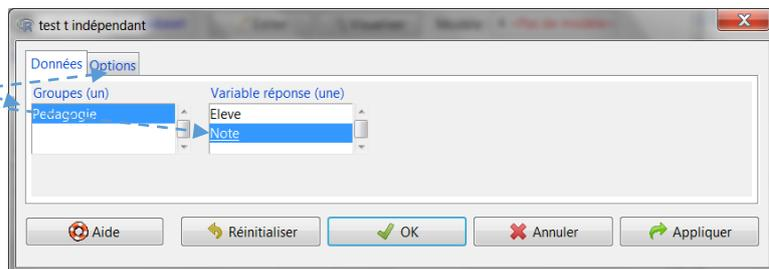 test t indépendant
Données Options
Groupes (un) Variable réponse (une)
Pedagogie Eleve
Note
Aide Réinitialiser OK Annuler Appliquer